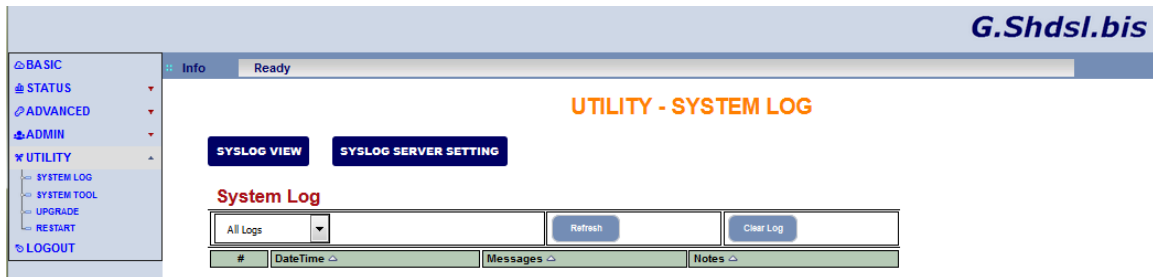 G.Shdsl.bis
BASIC
STATUS
ADVANCED
ADMIN
UTILITY
SYSTEM LOG
SYSTEM TOOL
UPGRADE
RESTART
LOGOUT
Info Ready
UTILITY - SYSTEM LOG
SYSLOG VIEW SYSLOG SERVER SETTING
System Log
All Logs Refresh Clear Log
# DateTime Messages Notes